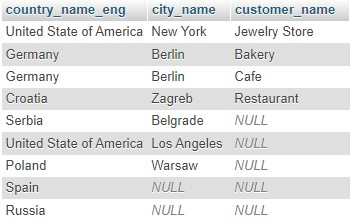 country_name_eng city_name customer_name
United State of America New York Jewelry Store
Germany Berlin Bakery
Germany Berlin Cafe
Croatia Zagreb Restaurant
Serbia Belgrade NULL
United State of America Los Angeles NULL
Poland Warsaw NULL
Spain NULL NULL
Russia NULL NULL